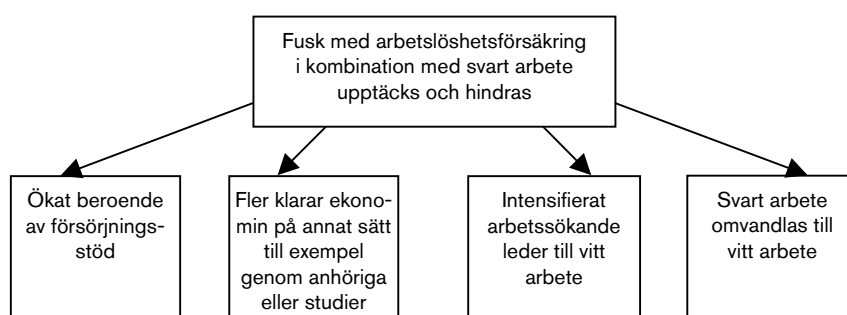 Fusk med arbetslöshetsförsäkring
i kombination med svart arbete
upptäcks och hindras
Ökat beroende
av försörjnings-
stöd
Fler klarar ekono-
min på annat sätt
till exempel
genom anhöriga
eller studier
Intensifierat
arbetssökande
leder till vitt
arbete
Svart arbete
omvandlas till
vitt arbete